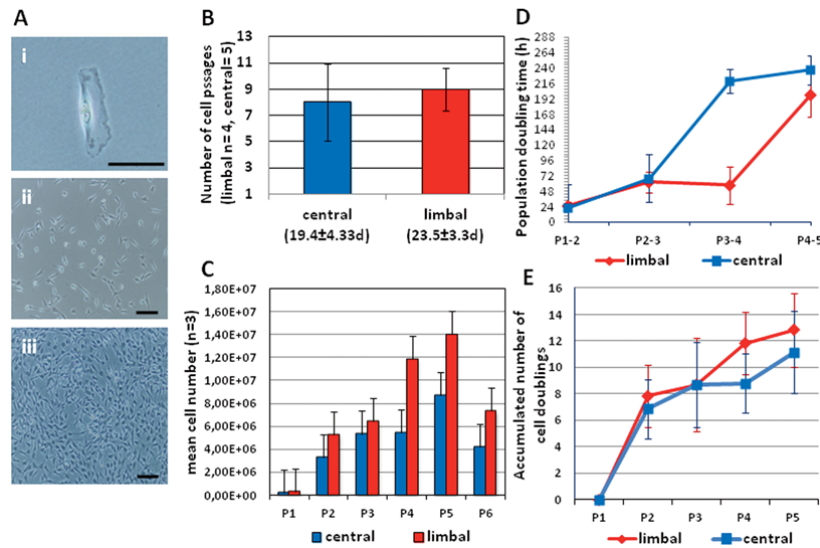 A
i
ii
iii
B
Number of cell pssages
(limbal n= 4, central= 5)
13
11
9
7
5
3
1
central
(19.4±4.33d)
limbal
(23.5±3.3d)
C
mean cell number (n=3)
1,80E+07
1,60E+07
1,40E+07
1,20E+07
1,00E+07
8,00E+06
6,00E+06
4,00E+06
2,00E+06
0,00E+00
P1 P2 P3 P4 P5 P6
central limbal
D
Population doubling time (h)
288
264
240
216
192
168
144
120
96
72
48
24
0
P1-2 P2-3 P3-4 P4-5
limbal central
E
Accumulated number of
cell doublings
16
14
12
10
8
6
4
2
0
P1 P2 P3 P4 P5
limbal central